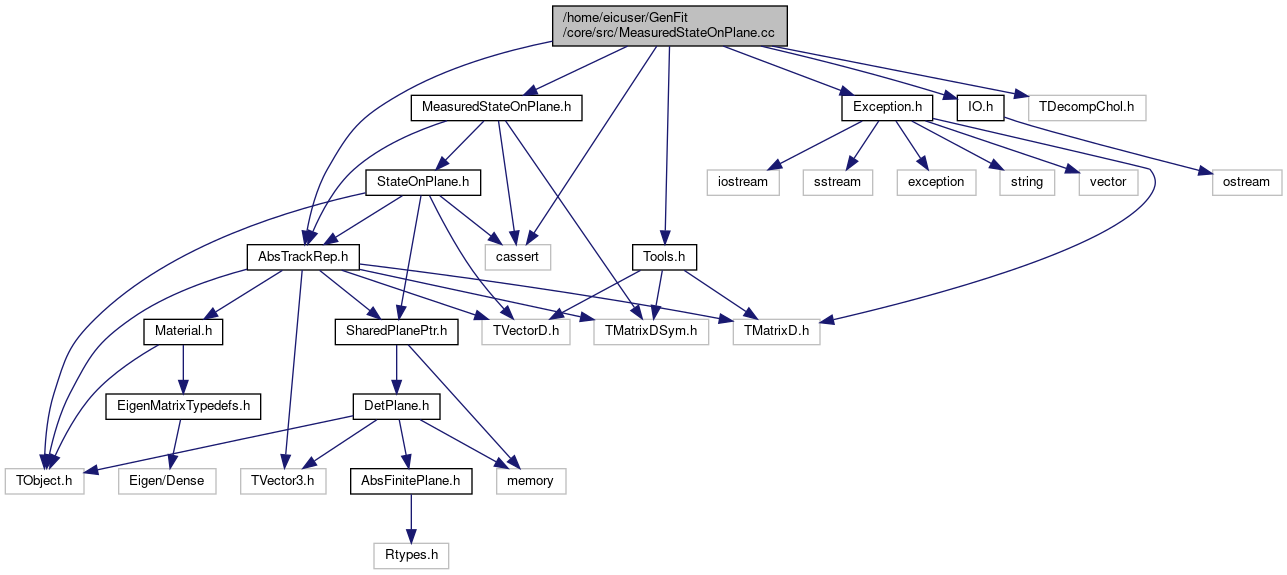 /home/eicuser/GenFit
/core/src/MeasuredStateOnPlane.cc
MeasuredStateOnPlane.h
Exception.h
IO.h
TDecompChol.h
StateOnPlane.h
iostream
sstream
exception
string
vector
ostream
AbsTrackRep.h
cassert
Tools.h
Material.h
SharedPlanePtr.h
TVectorD.h
TMatrixDSym.h
TMatrixD.h
EigenMatrixTypedefs.h
DetPlane.h
TObject.h
Eigen/Dense
TVector3.h
AbsFinitePlane.h
memory
Rtypes.h